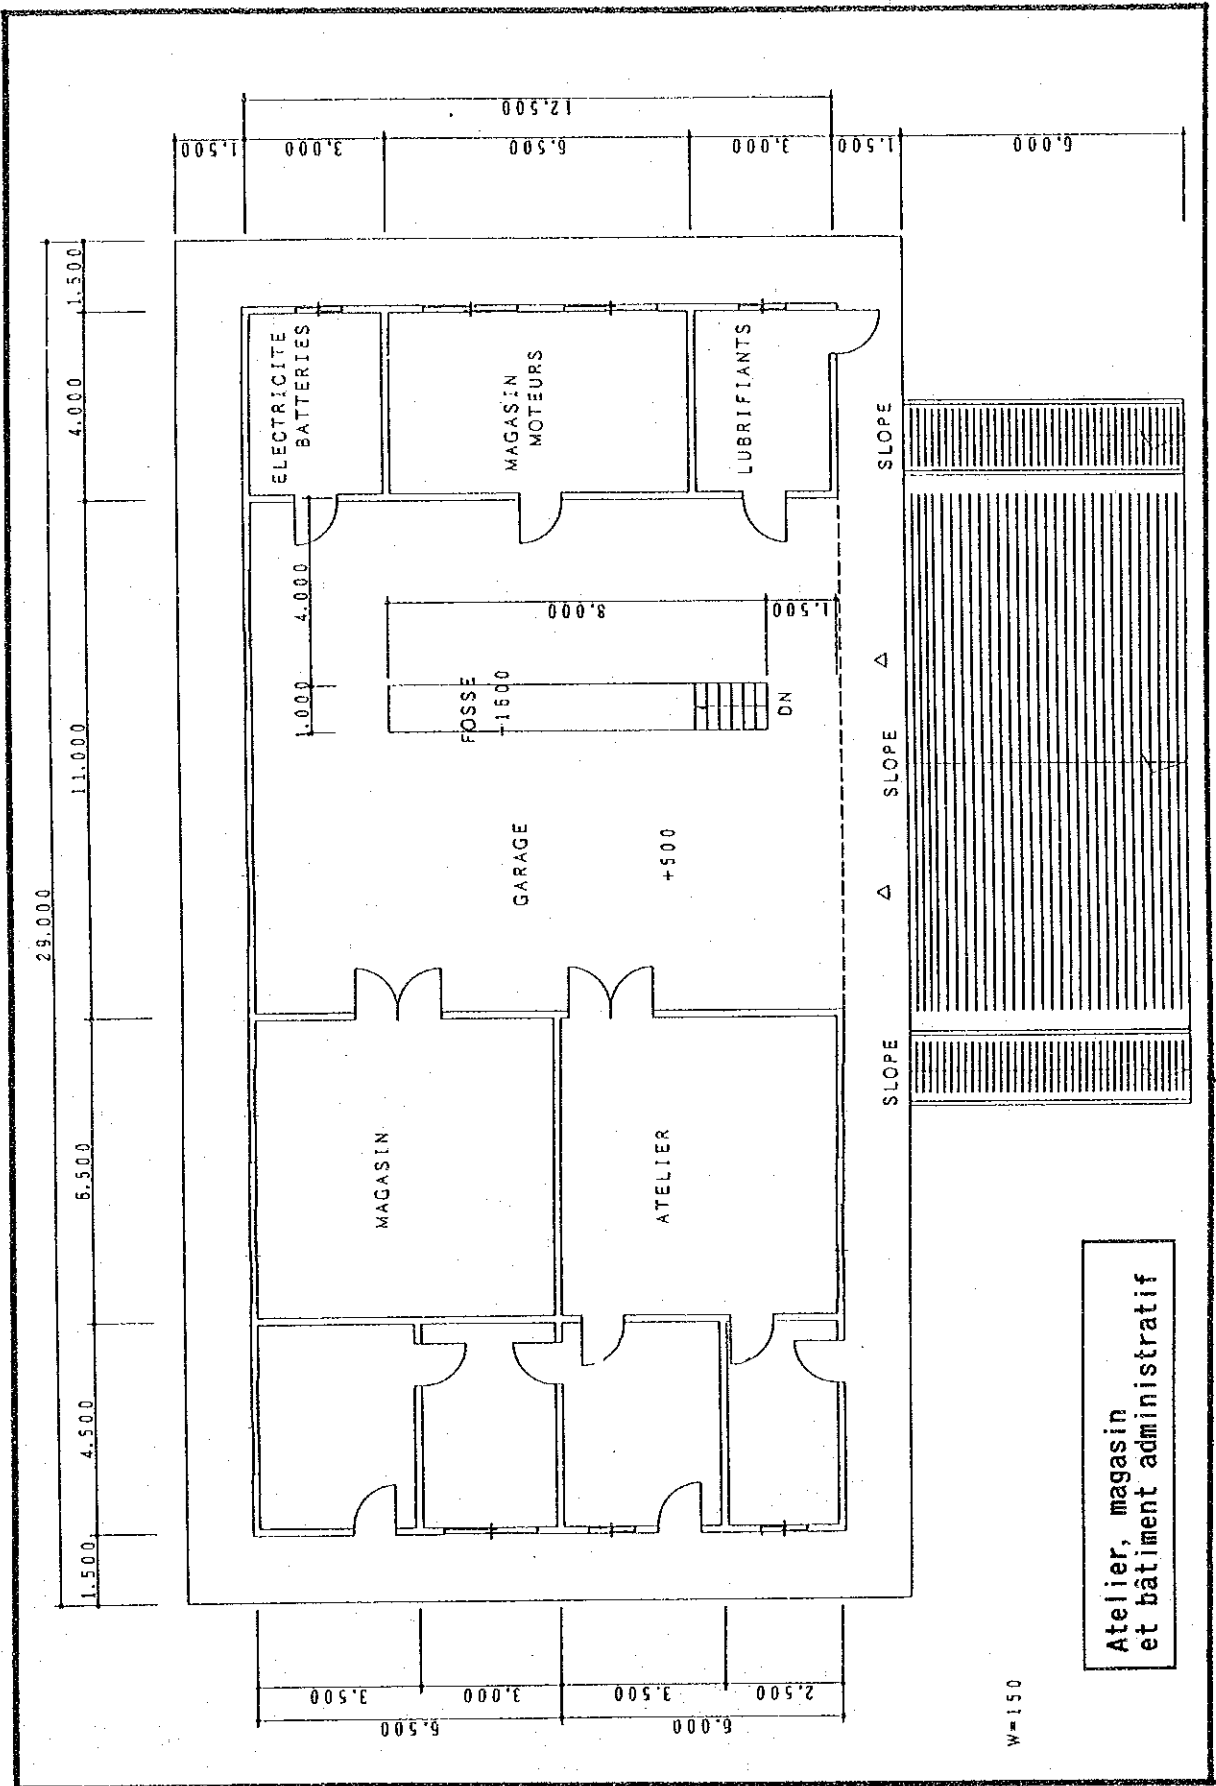 29.000
1.500
4.500
6.500
11.000
4.000
1.500
3.500
3.000
3.500
2.500
6.500
6.000
12.500
1.500
3.000
6.500
3.000
1.500
6.000
MAGASIN
ATELIER
GARAGE
+500
1.000
4.000
FOSSE
-1600
8.000
1.500
DN
ELECTRICITE
BATTERIES
MAGASIN
MOTEURS
LUBRIFIANTS
SLOPE
SLOPE
SLOPE
W=150
Atelier, magasin
et bâtiment administratif